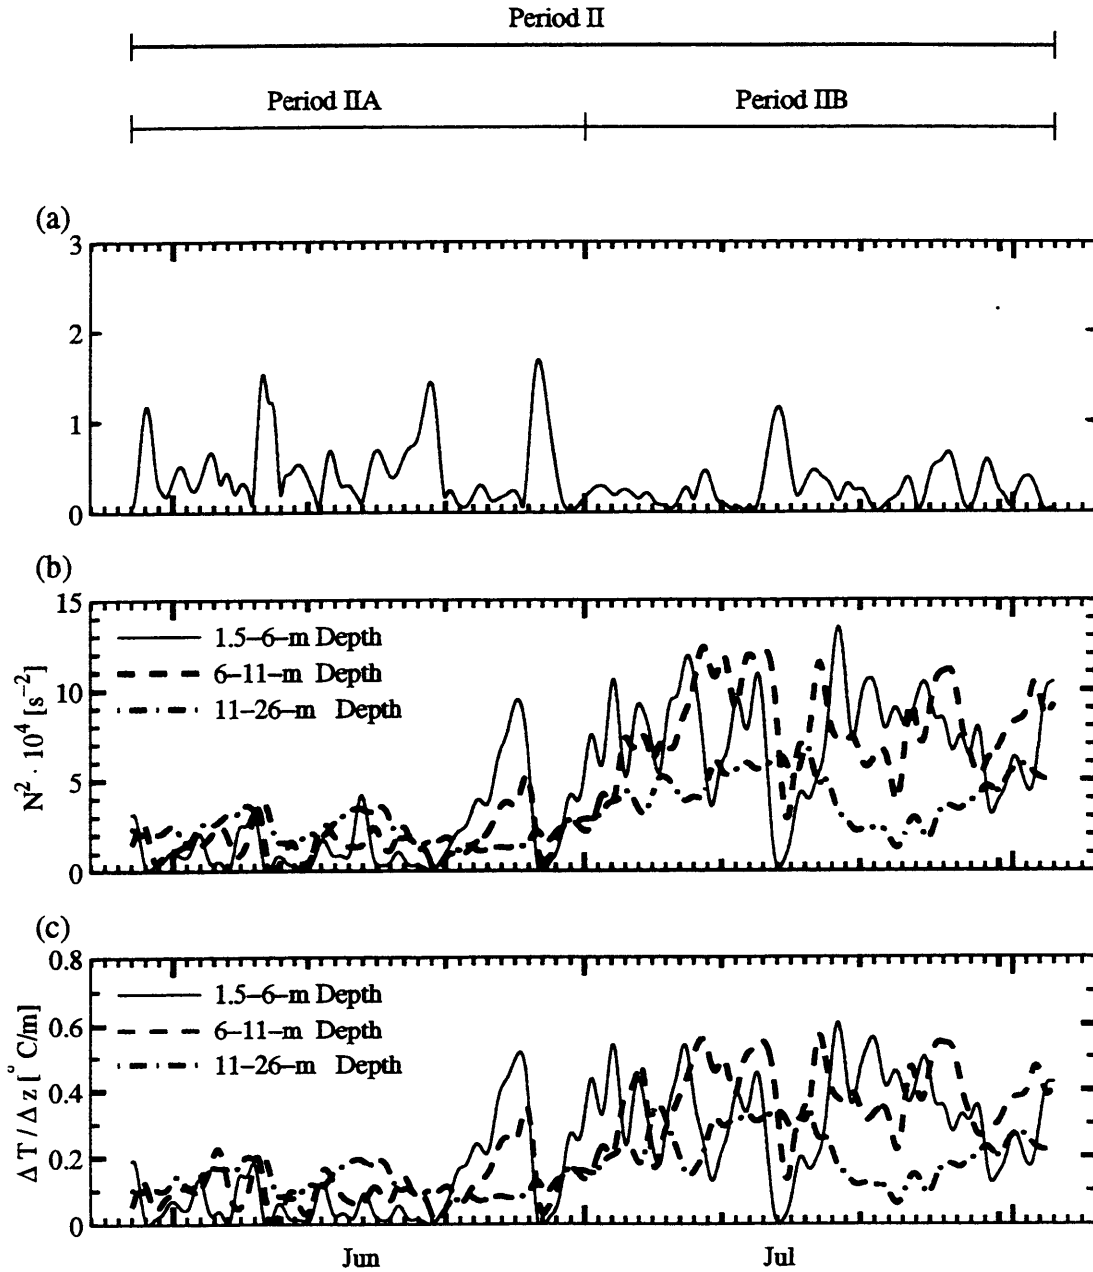 Period II
Period IIA Period IIB
(a)
3
2
1
0
(b)
15
10
5
0
N² · 10⁴ [s⁻²]
1.5–6–m Depth
6–11–m Depth
11–26–m Depth
(c)
0.8
0.6
0.4
0.2
0
ΔT/Δz[°C/m]
1.5–6–m Depth
6–11–m Depth
11–26–m Depth
Jun Jul